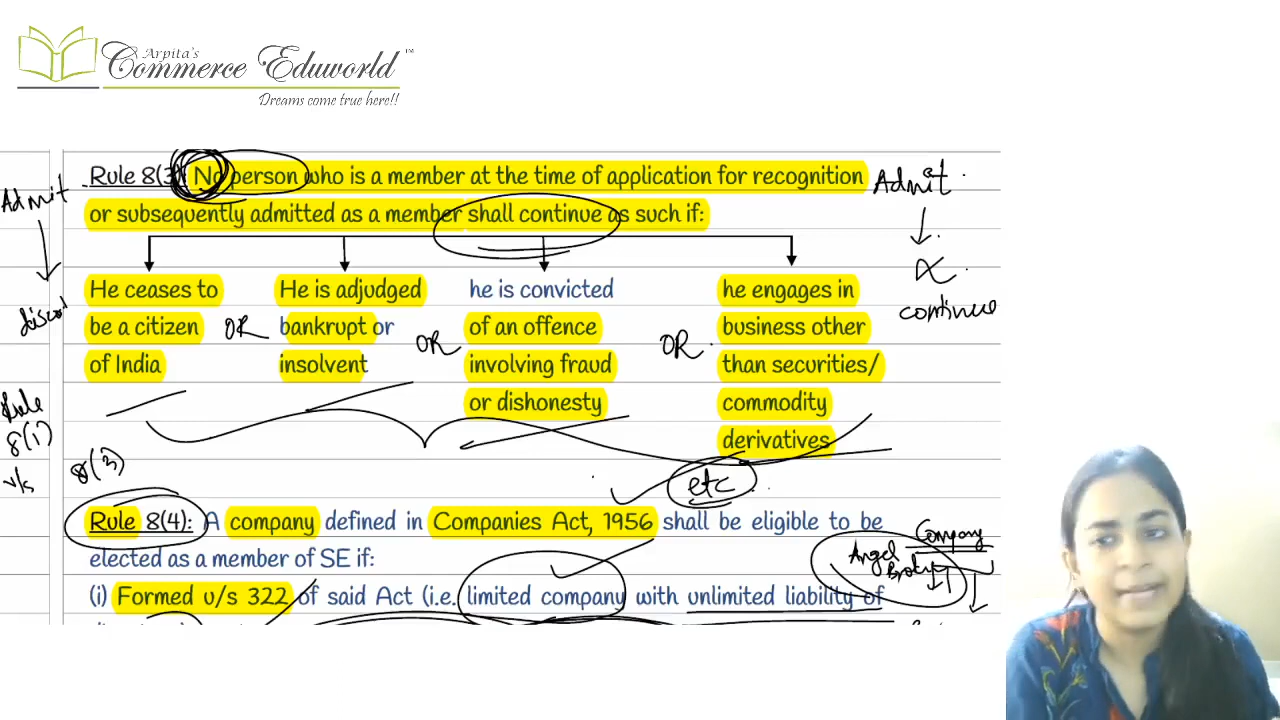 Arpita's
Commerce Eduworld™
Dreams come true here!!
Rule 8(3): No person who is a member at the time of application for recognition
or subsequently admitted as a member shall continue as such if:
Admit
Admit
continue
He ceases to
be a citizen
of India
OR
He is adjudged
bankrupt or
insolvent
OR
he is convicted
of an offence
involving fraud
or dishonesty
OR
he engages in
business other
than securities/
commodity
derivatives
etc
Rule
8(1)
v/s
8(3)
Rule 8(4): A company defined in Companies Act, 1956 shall be eligible to be
elected as a member of SE if:
Company
Angel
(i) Formed u/s 322 of said Act (i.e. limited company with unlimited liability of